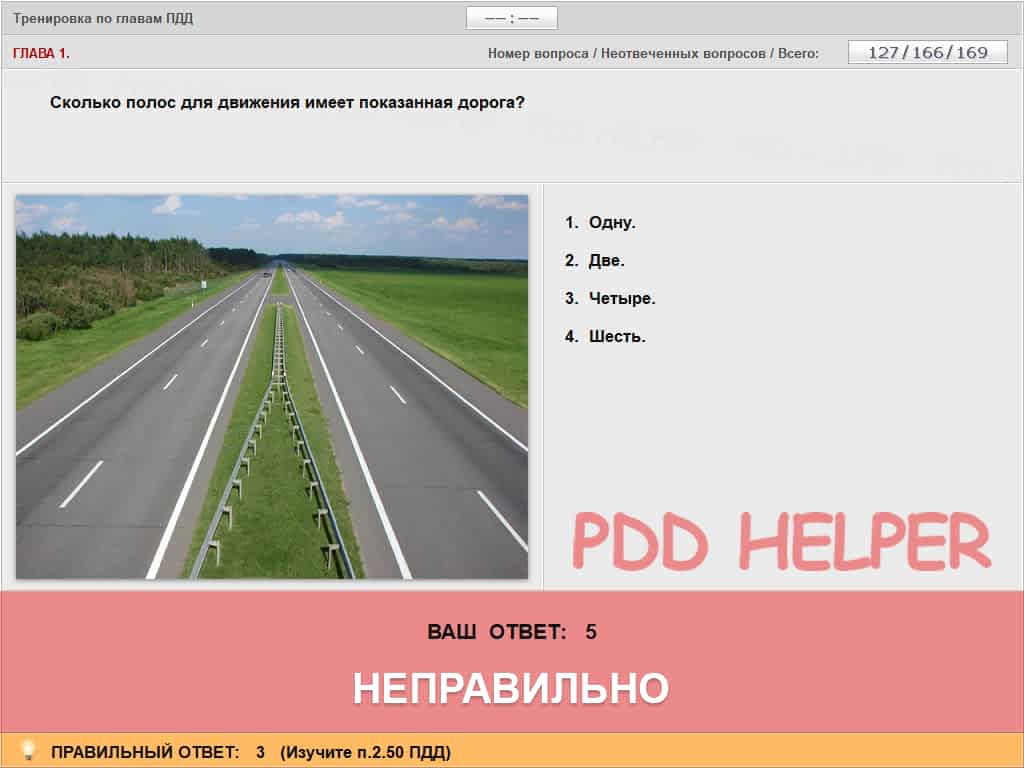 Тренировка по главам ПДД
–– : ––
ГЛАВА 1.
Номер вопроса / Неотвеченных вопросов / Всего: 127/166/169
Сколько полос для движения имеет показанная дорога?
1. Одну.
2. Две.
3. Четыре.
4. Шесть.
PDD HELPER
ВАШ ОТВЕТ: 5
НЕПРАВИЛЬНО
ПРАВИЛЬНЫЙ ОТВЕТ: 3 (Изучите п.2.50 ПДД)